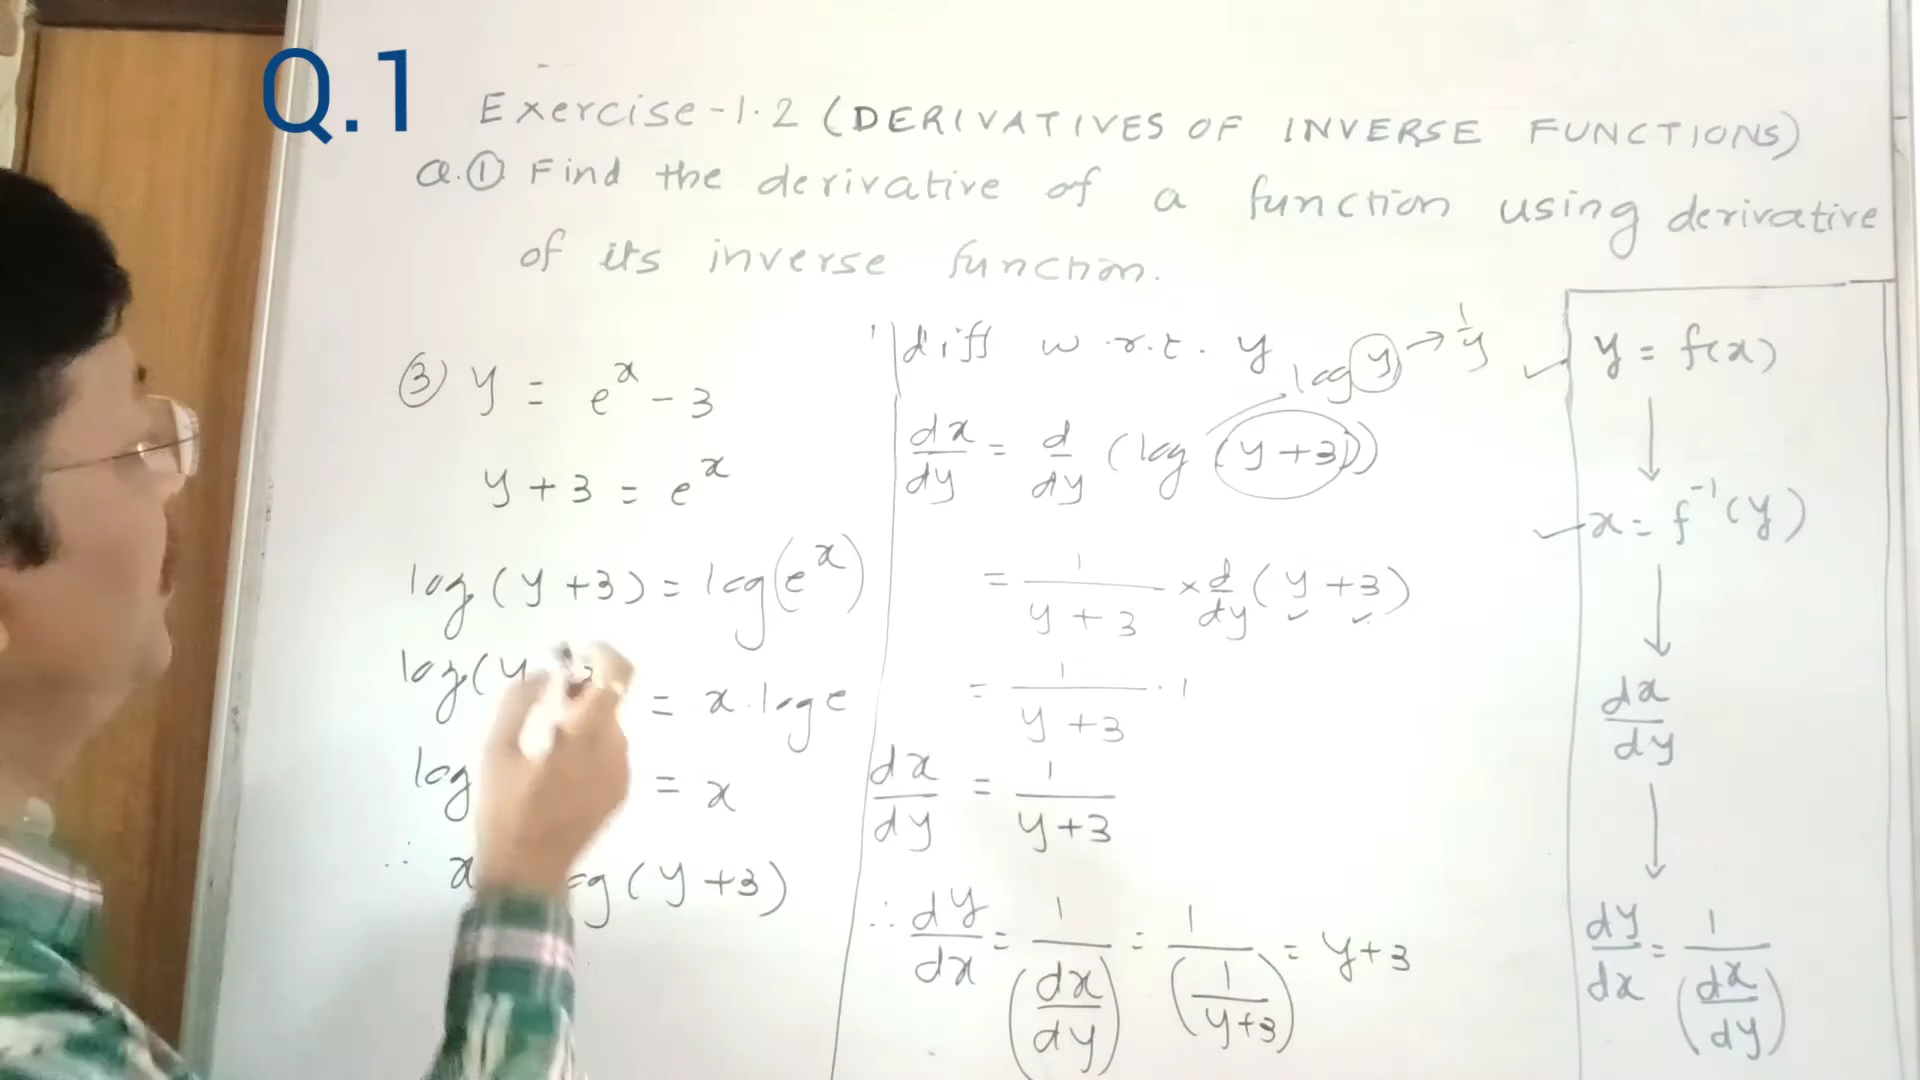 Q.1
Exercise-1.2 (DERIVATIVES OF INVERSE FUNCTIONS)
Q.① Find the derivative of a function using derivative
of its inverse function.
③ y = e^x - 3
y + 3 = e^x
log (y + 3) = log(e^x)
log(y = x.loge
log = x
∴ x (y + 3)
diff w.r.t. y
log y → 1/y
dx/dy = d/dy (log (y + 3))
= 1/(y + 3) × d/dy (y + 3)
= 1/(y + 3) . 1
dx/dy = 1/(y+3)
∴ dy/dx = 1/(dx/dy) = 1/(1/(y+3)) = y+3
✓ y = f(x)
↓
✓ x = f^-1(y)
↓
dx/dy
↓
dy/dx = 1/(dx/dy)